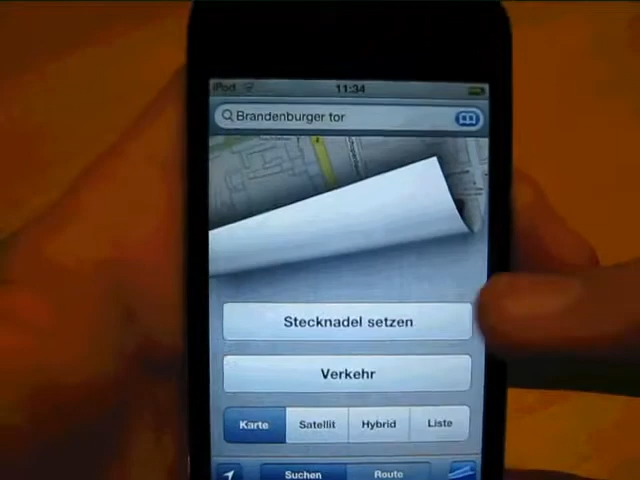 iPod 11:34
Brandenburger tor
Stecknadel setzen
Verkehr
Karte Satellit Hybrid Liste
Suchen Route